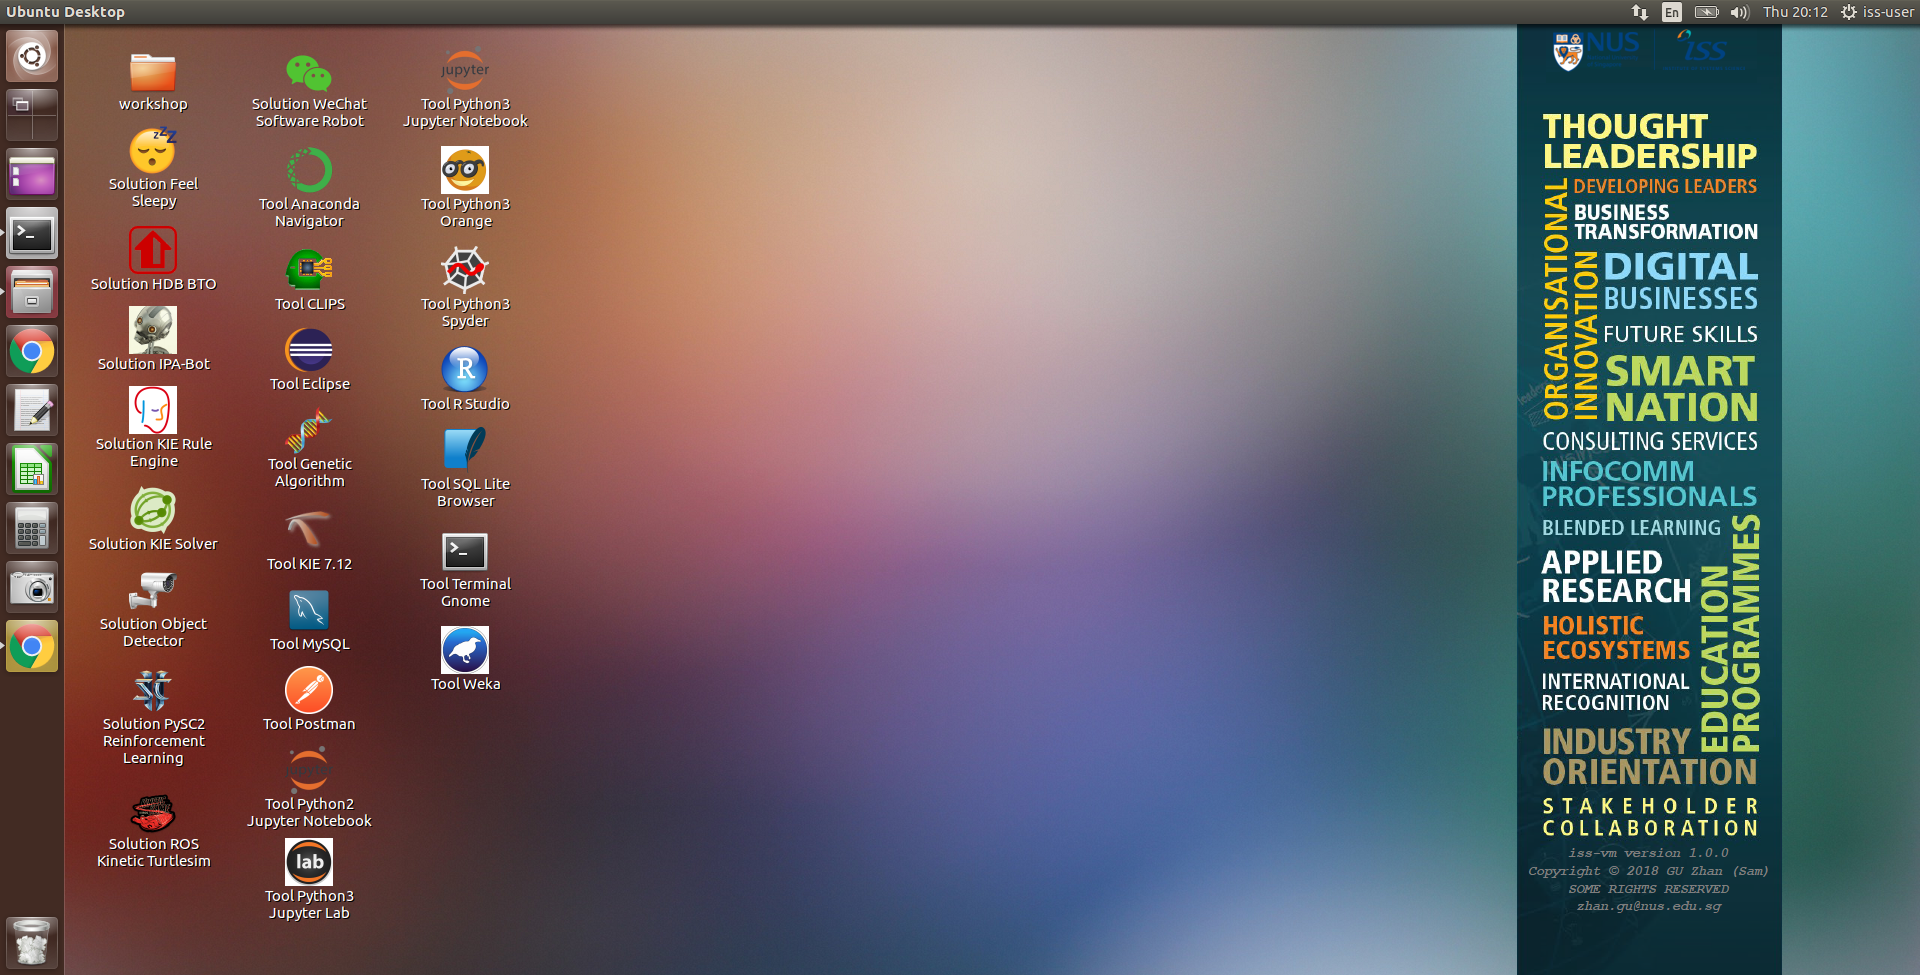 Ubuntu Desktop
En
Thu 20:12
iss-user
workshop
Solution Feel
Sleepy
Solution HDB BTO
Solution IPA-Bot
Solution KIE Rule
Engine
Solution KIE Solver
Solution Object
Detector
Solution PySC2
Reinforcement
Learning
Solution ROS
Kinetic Turtlesim
Solution WeChat
Software Robot
Tool Anaconda
Navigator
Tool CLIPS
Tool Eclipse
Tool Genetic
Algorithm
Tool KIE 7.12
Tool MySQL
Tool Postman
Tool Python2
Jupyter Notebook
lab
Tool Python3
Jupyter Lab
jupyter
Tool Python3
Jupyter Notebook
Tool Python3
Orange
Tool Python3
Spyder
R
Tool R Studio
Tool SQL Lite
Browser
>_
Tool Terminal
Gnome
Tool Weka
NUS
iss
THOUGHT
LEADERSHIP
DEVELOPING LEADERS
ORGANISATIONAL
INNOVATION
BUSINESS
TRANSFORMATION
DIGITAL
BUSINESSES
FUTURE SKILLS
SMART
NATION
CONSULTING SERVICES
INFOCOMM
PROFESSIONALS
BLENDED LEARNING
APPLIED
RESEARCH
HOLISTIC
ECOSYSTEMS
INTERNATIONAL
RECOGNITION
EDUCATION
PROGRAMMES
INDUSTRY
ORIENTATION
STAKEHOLDER
COLLABORATION
iss-vm version 1.0.0
Copyright © 2018 GU Zhan (Sam)
SOME RIGHTS RESERVED
zhan.gu@nus.edu.sg